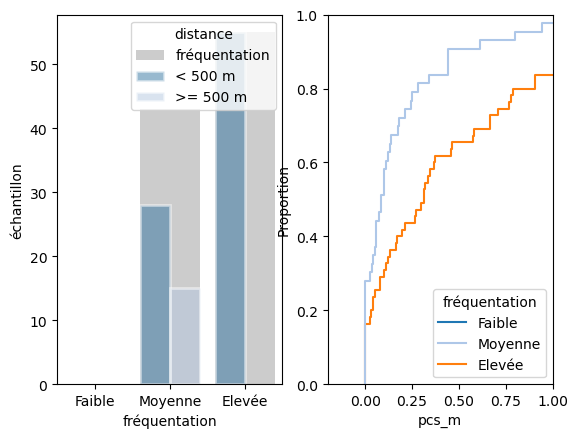 distance
fréquentation
< 500 m
>= 500 m
50
40
30
20
10
0
échantillon
Faible
Moyenne
Elevée
fréquentation
1.0
0.8
0.6
0.4
0.2
0.0
Proportion
fréquentation
Faible
Moyenne
Elevée
0.00
0.25
0.50
0.75
1.00
pcs_m